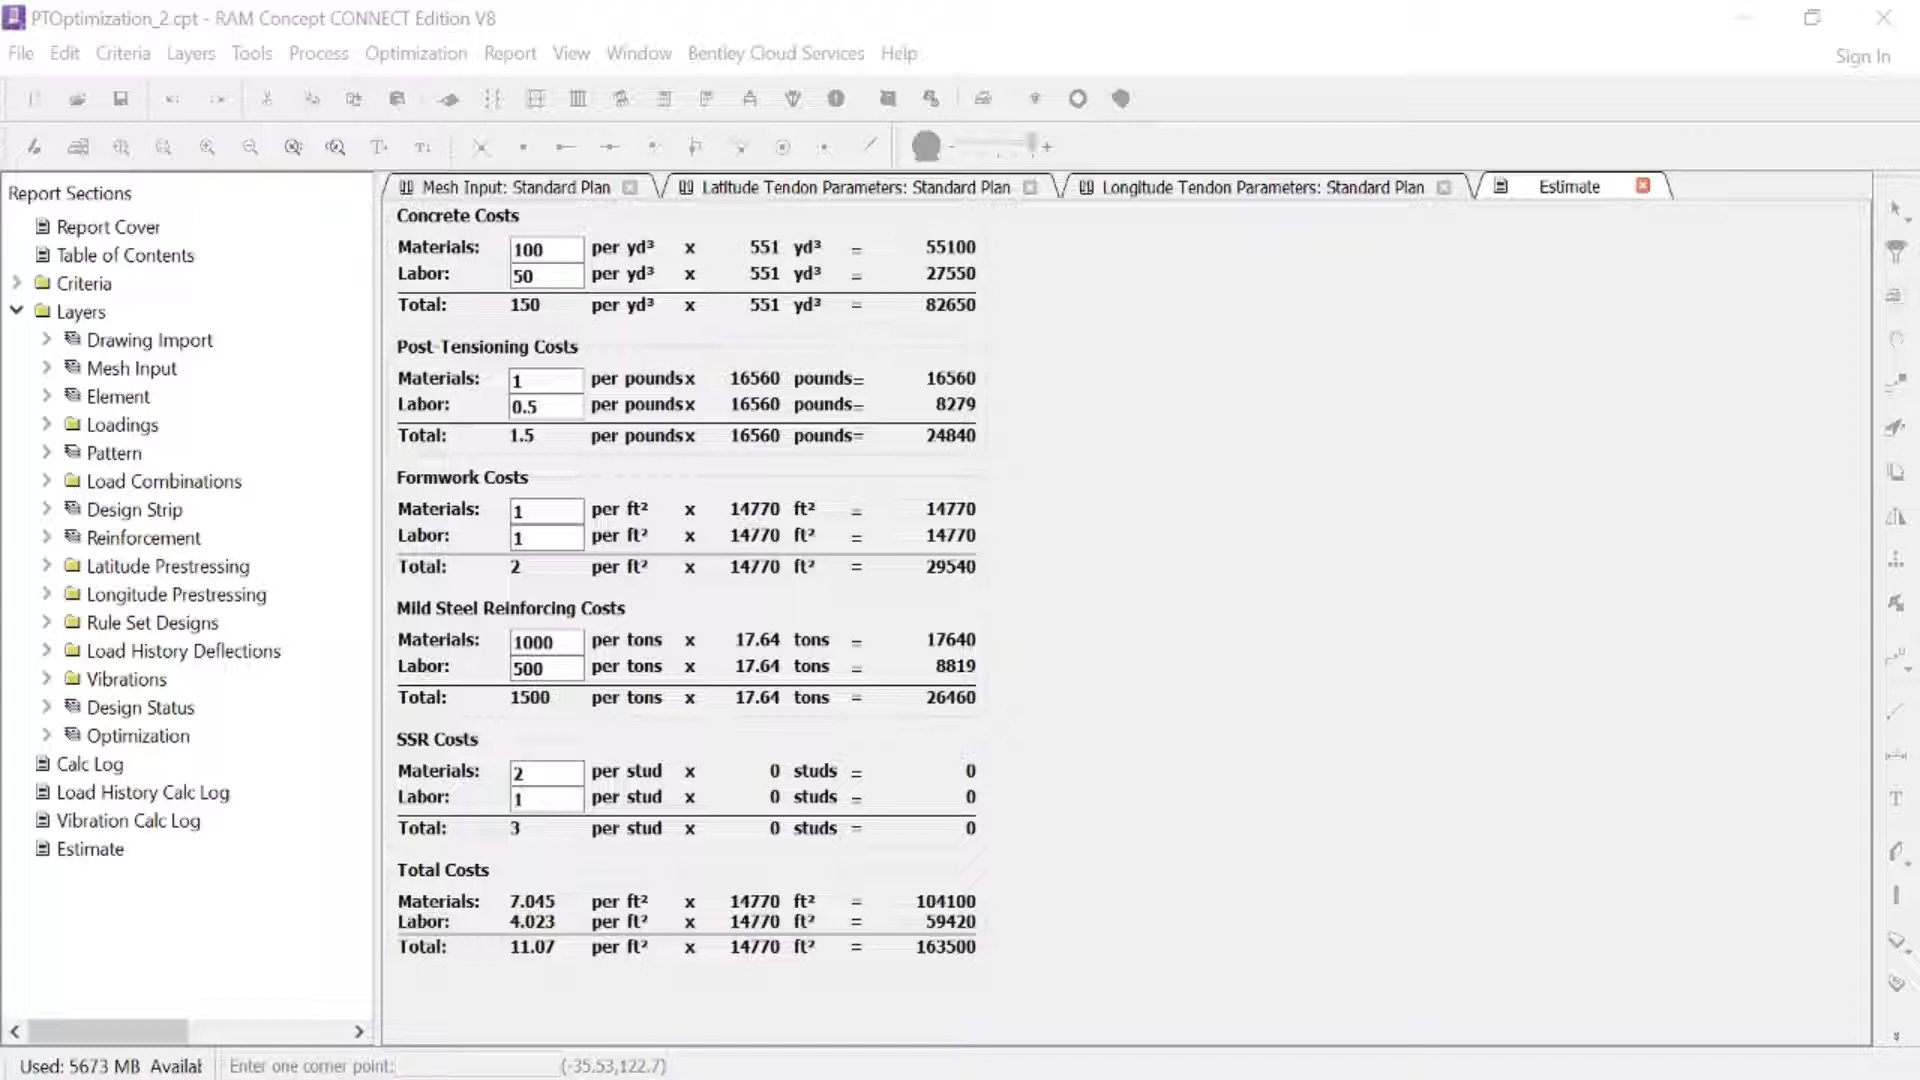 PTOptimization_2.cpt - RAM Concept CONNECT Edition V8
File Edit Criteria Layers Tools Process Optimization Report View Window Bentley Cloud Services Help
Sign In
Report Sections
Report Cover
Table of Contents
Criteria
Layers
Drawing Import
Mesh Input
Element
Loadings
Pattern
Load Combinations
Design Strip
Reinforcement
Latitude Prestressing
Longitude Prestressing
Rule Set Designs
Load History Deflections
Vibrations
Design Status
Optimization
Calc Log
Load History Calc Log
Vibration Calc Log
Estimate
Mesh Input: Standard Plan Latitude Tendon Parameters: Standard Plan Longitude Tendon Parameters: Standard Plan Estimate
Concrete Costs
Materials: 100 per yd³ x 551 yd³ = 55100
Labor: 50 per yd³ x 551 yd³ = 27550
Total: 150 per yd³ x 551 yd³ = 82650
Post-Tensioning Costs
Materials: 1 per pounds x 16560 pounds = 16560
Labor: 0.5 per pounds x 16560 pounds = 8279
Total: 1.5 per pounds x 16560 pounds = 24840
Formwork Costs
Materials: 1 per ft² x 14770 ft² = 14770
Labor: 1 per ft² x 14770 ft² = 14770
Total: 2 per ft² x 14770 ft² = 29540
Mild Steel Reinforcing Costs
Materials: 1000 per tons x 17.64 tons = 17640
Labor: 500 per tons x 17.64 tons = 8819
Total: 1500 per tons x 17.64 tons = 26460
SSR Costs
Materials: 2 per stud x 0 studs = 0
Labor: 1 per stud x 0 studs = 0
Total: 3 per stud x 0 studs = 0
Total Costs
Materials: 7.045 per ft² x 14770 ft² = 104100
Labor: 4.023 per ft² x 14770 ft² = 59420
Total: 11.07 per ft² x 14770 ft² = 163500
Used: 5673 MB Availal Enter one corner point: (-35.53,122.7)